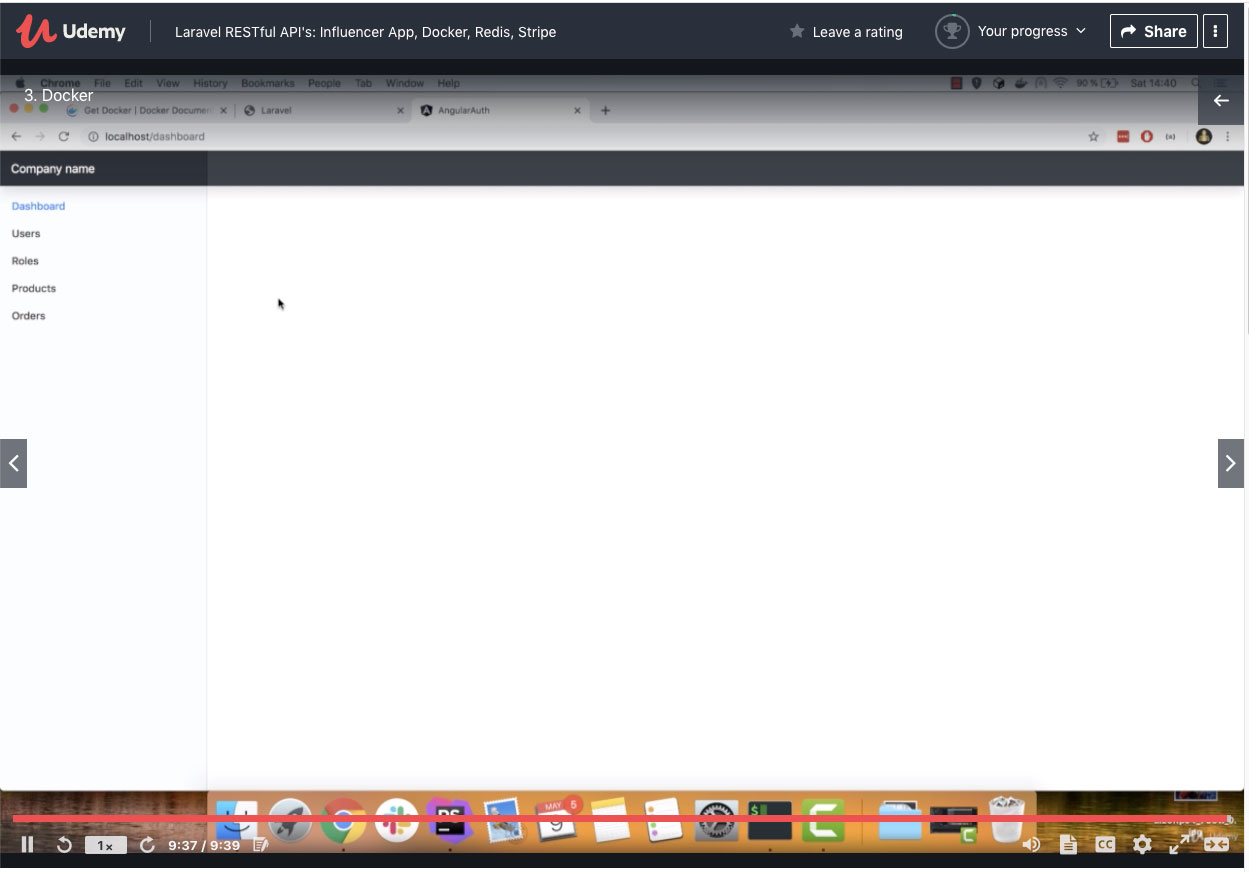 Udemy
Laravel RESTful API's: Influencer App, Docker, Redis, Stripe
Leave a rating
Your progress
Share
Chrome File Edit View History Bookmarks People Tab Window Help
90% Sat 14:40
3. Docker
Get Docker | Docker Documen
Laravel
AngularAuth
localhost/dashboard
Company name
Dashboard
Users
Roles
Products
Orders
PS
MAY
5
9
$
1x
9:37 / 9:39
CC